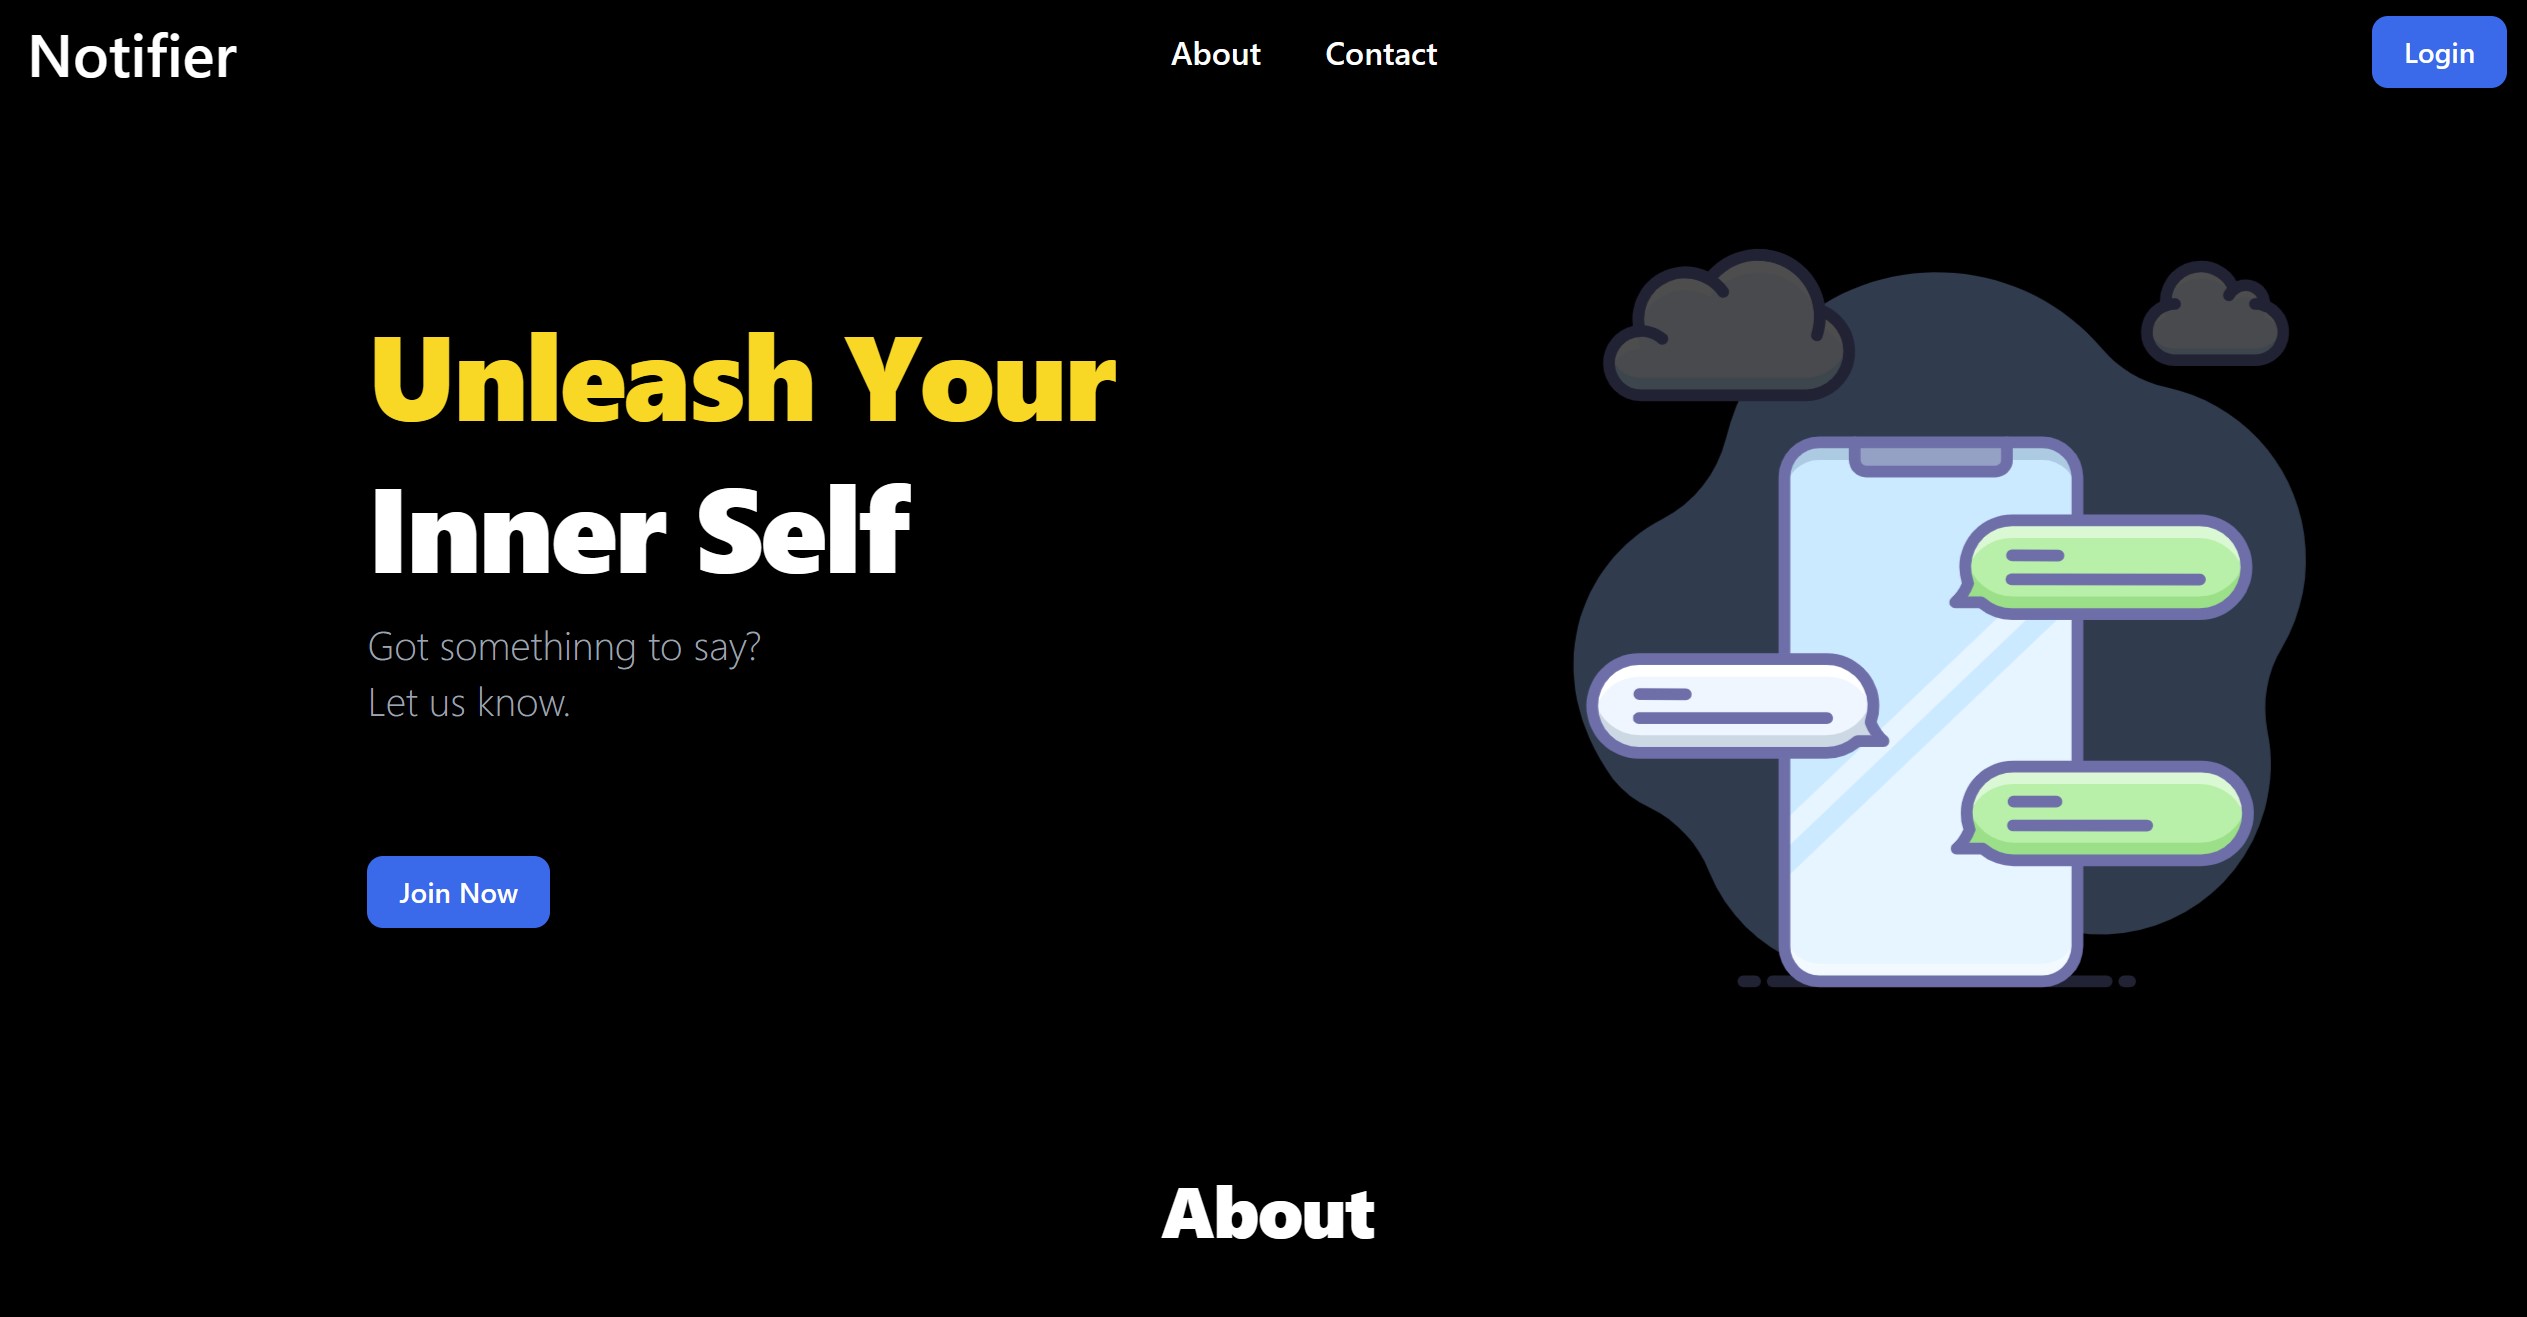 Notifier
About
Contact
Login
Unleash Your
Inner Self
Got somethinng to say?
Let us know.
Join Now
About